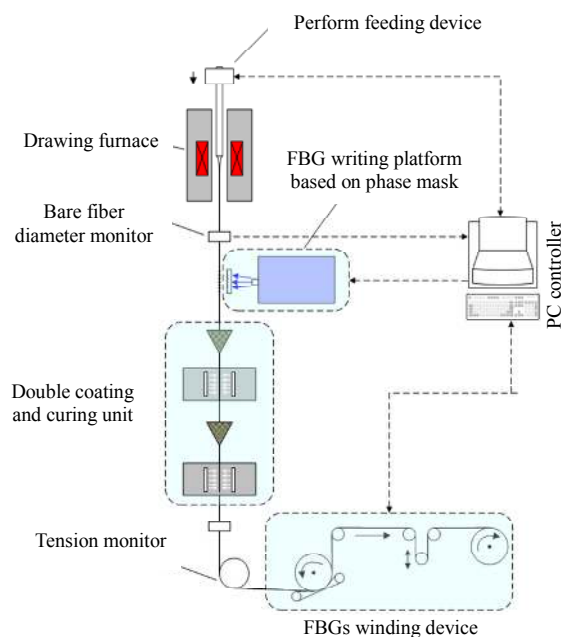 Perform feeding device
Drawing furnace
FBG writing platform
based on phase mask
Bare fiber
diameter monitor
PC controller
Double coating
and curing unit
Tension monitor
FBGs winding device